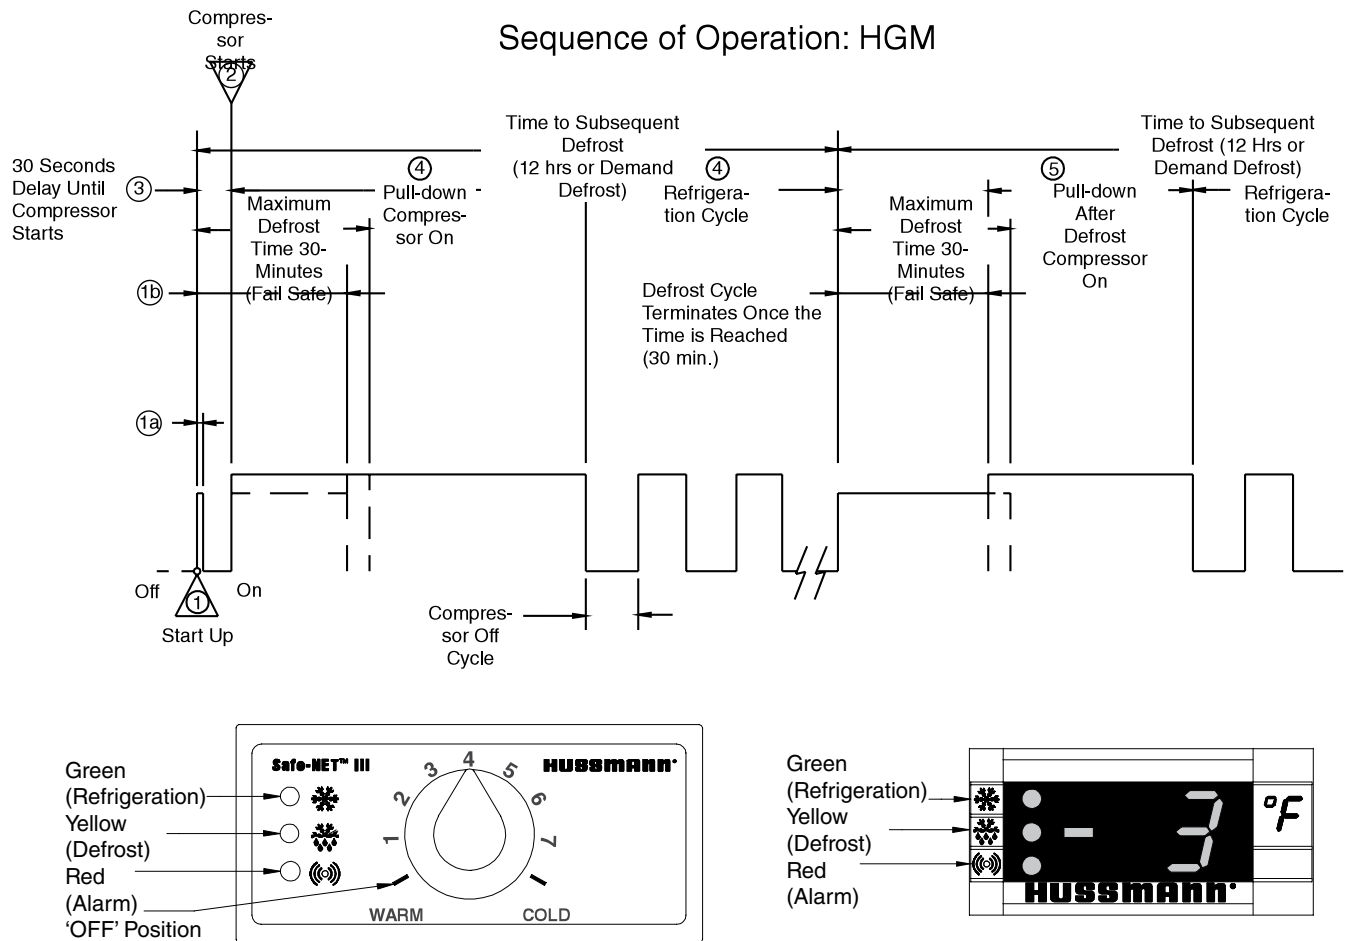 Sequence of Operation: HGM
Compres-
sor
Starts
2
30 Seconds
Delay Until
Compressor
Starts
3
4
Pull-down
Compres-
sor On
Maximum
Defrost
Time 30-
Minutes
(Fail Safe)
1b
1a
Time to Subsequent
Defrost
(12 hrs or Demand
Defrost)
4
Refrigera-
tion Cycle
Defrost Cycle
Terminates Once the
Time is Reached
(30 min.)
Maximum
Defrost
Time 30-
Minutes
(Fail Safe)
5
Pull-down
After
Defrost
Compressor
On
Time to Subsequent
Defrost (12 Hrs or
Demand Defrost)
Refrigera-
tion Cycle
Off
On
1
Start Up
Compres-
sor Off
Cycle
Green
(Refrigeration)
Yellow
(Defrost)
Red
(Alarm)
'OFF' Position
Safe-NET™ III
HUSSMANN
1
2
3
4
5
6
7
WARM
COLD
Green
(Refrigeration)
Yellow
(Defrost)
Red
(Alarm)
- 3
°F
HUSSMANN